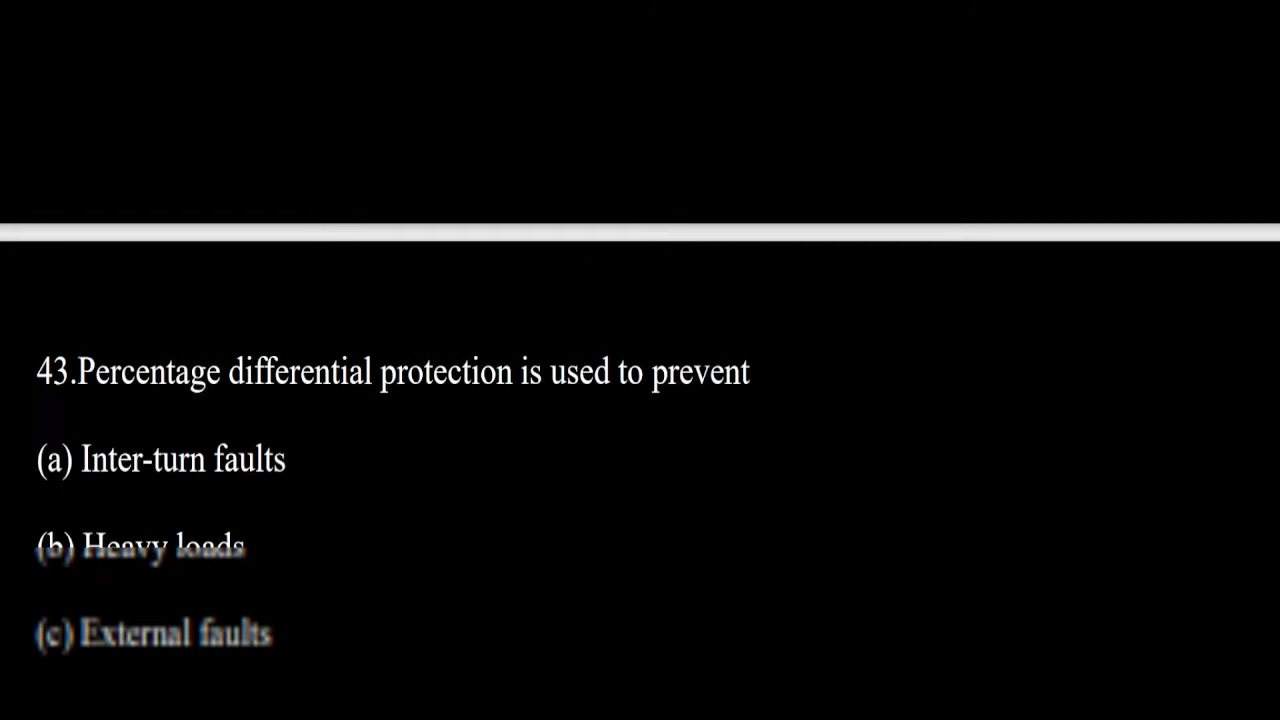 43.Percentage differential protection is used to prevent
(a) Inter-turn faults
(b) Heavy loads
(c) External faults